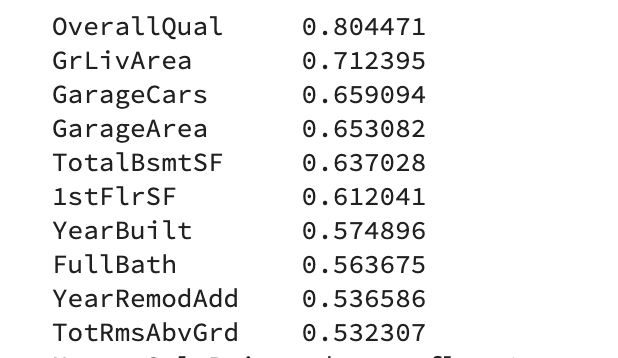 OverallQual 0.804471
GrLivArea 0.712395
GarageCars 0.659094
GarageArea 0.653082
TotalBsmtSF 0.637028
1stFlrSF 0.612041
YearBuilt 0.574896
FullBath 0.563675
YearRemodAdd 0.536586
TotRmsAbvGrd 0.532307